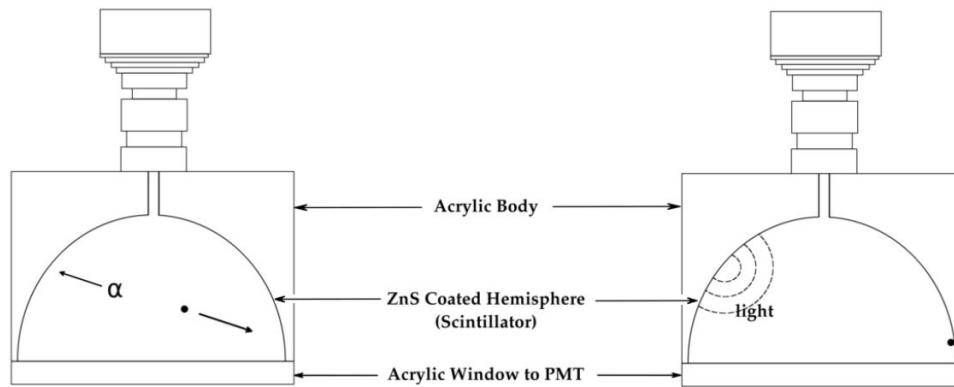 Acrylic Body
α
ZnS Coated Hemisphere
(Scintillator)
light
Acrylic Window to PMT